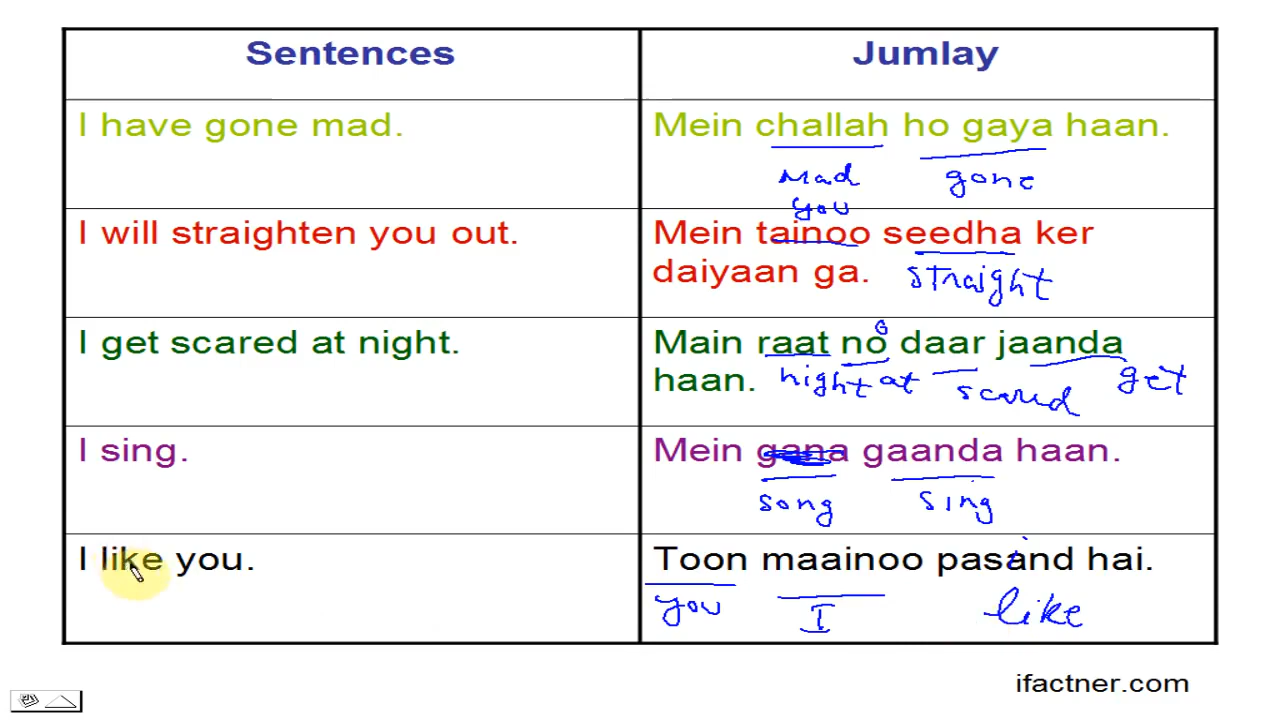 Sentences
Jumlay
I have gone mad.
Mein challah ho gaya haan.
Mad gone
you
I will straighten you out.
Mein tainoo seedha ker
daiyaan ga.
straight
I get scared at night.
Main raat no daar jaanda
haan.
night at scared get
I sing.
Mein gana gaanda haan.
song sing
I like you.
Toon maainoo pasand hai.
you I like
ifactner.com